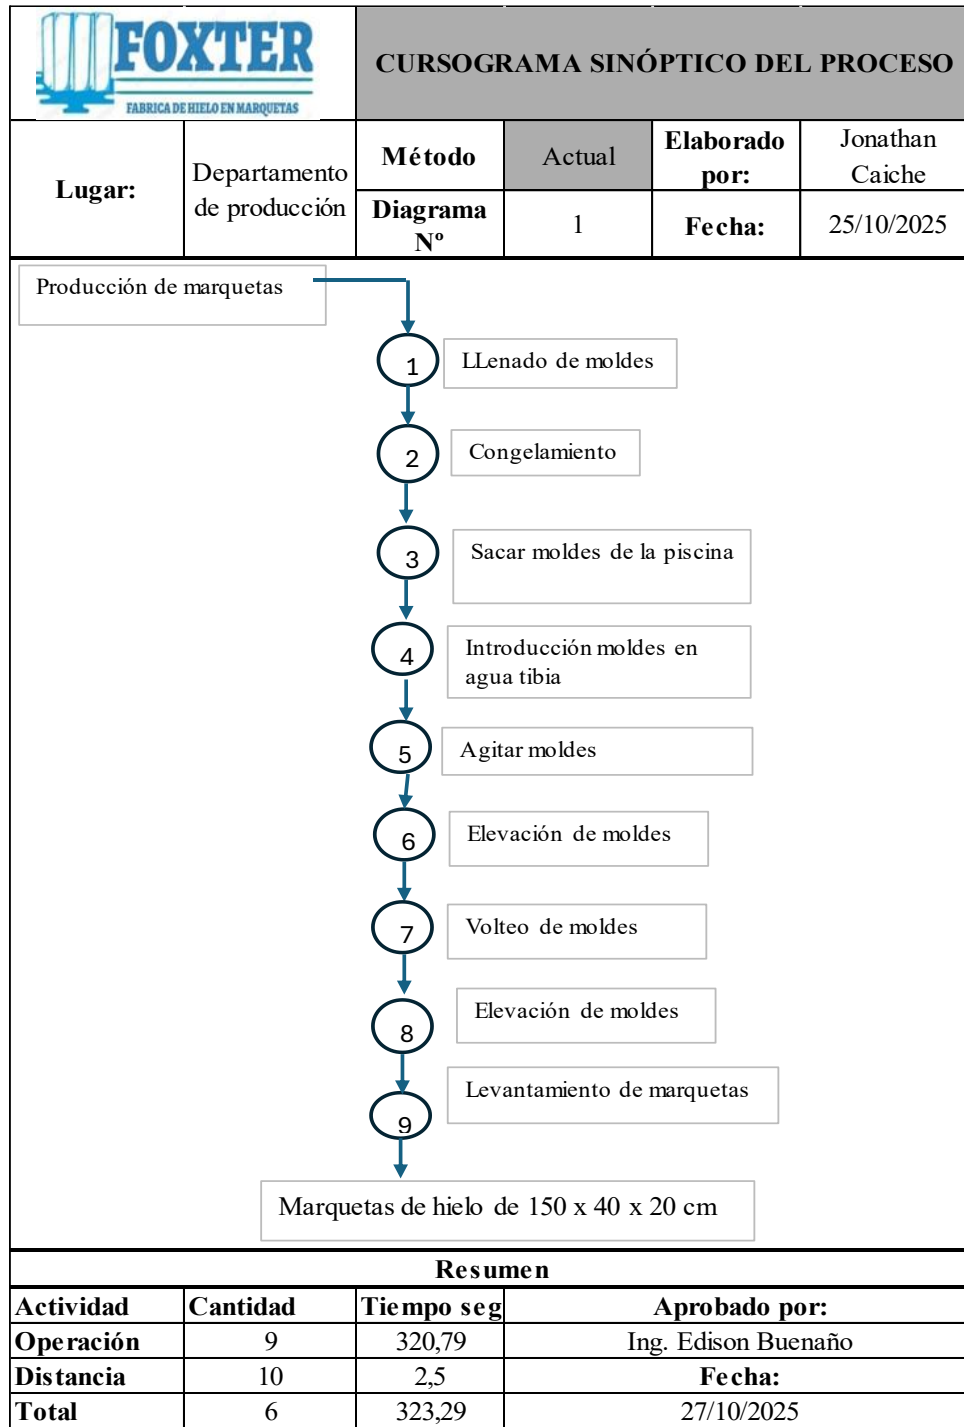 FOXTER
FABRICA DE HIELO EN MARQUETAS
CURSOGRAMA SINÓPTICO DEL PROCESO
Lugar:
Departamento
de producción
Método
Actual
Elaborado
por:
Jonathan
Caiche
Diagrama
Nº
1
Fecha:
25/10/2025
Producción de marquetas
1
LLenado de moldes
2
Congelamiento
3
Sacar moldes de la piscina
4
Introducción moldes en
agua tibia
5
Agitar moldes
6
Elevación de moldes
7
Volteo de moldes
8
Elevación de moldes
9
Levantamiento de marquetas
Marquetas de hielo de 150 x 40 x 20 cm
Resumen
Actividad Cantidad Tiempo seg Aprobado por:
Operación 9 320,79 Ing. Edison Buenaño
Distancia 10 2,5 Fecha:
Total 6 323,29 27/10/2025